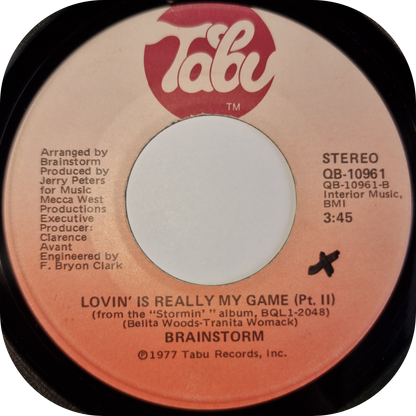 Tabu
TM
Arranged by
Brainstorm
Produced by
Jerry Peters
for Music
Mecca West
Productions
Executive
Producer:
Clarence
Avant
Engineered by
F. Bryon Clark
STEREO
QB-10961
QB-10961-B
Interior Music,
BMI
3:45
LOVIN' IS REALLY MY GAME (Pt. II)
(from the "Stormin' " album, BQL1-2048)
(Belita Woods-Tranita Womack)
BRAINSTORM
Ⓟ1977 Tabu Records, Inc.